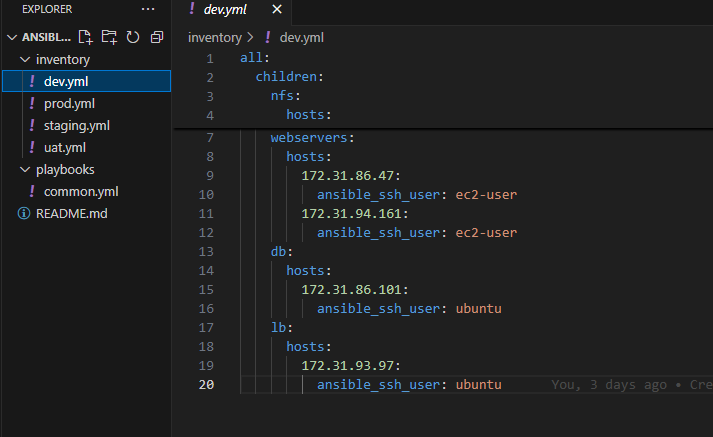 EXPLORER
ANSIBL...
inventory
dev.yml
prod.yml
staging.yml
uat.yml
playbooks
common.yml
README.md
dev.yml
inventory > dev.yml
1 all:
2 children:
3 nfs:
4 hosts:
7 webservers:
8 hosts:
9 172.31.86.47:
10 ansible_ssh_user: ec2-user
11 172.31.94.161:
12 ansible_ssh_user: ec2-user
13 db:
14 hosts:
15 172.31.86.101:
16 ansible_ssh_user: ubuntu
17 lb:
18 hosts:
19 172.31.93.97:
20 ansible_ssh_user: ubuntu You, 3 days ago • Cre